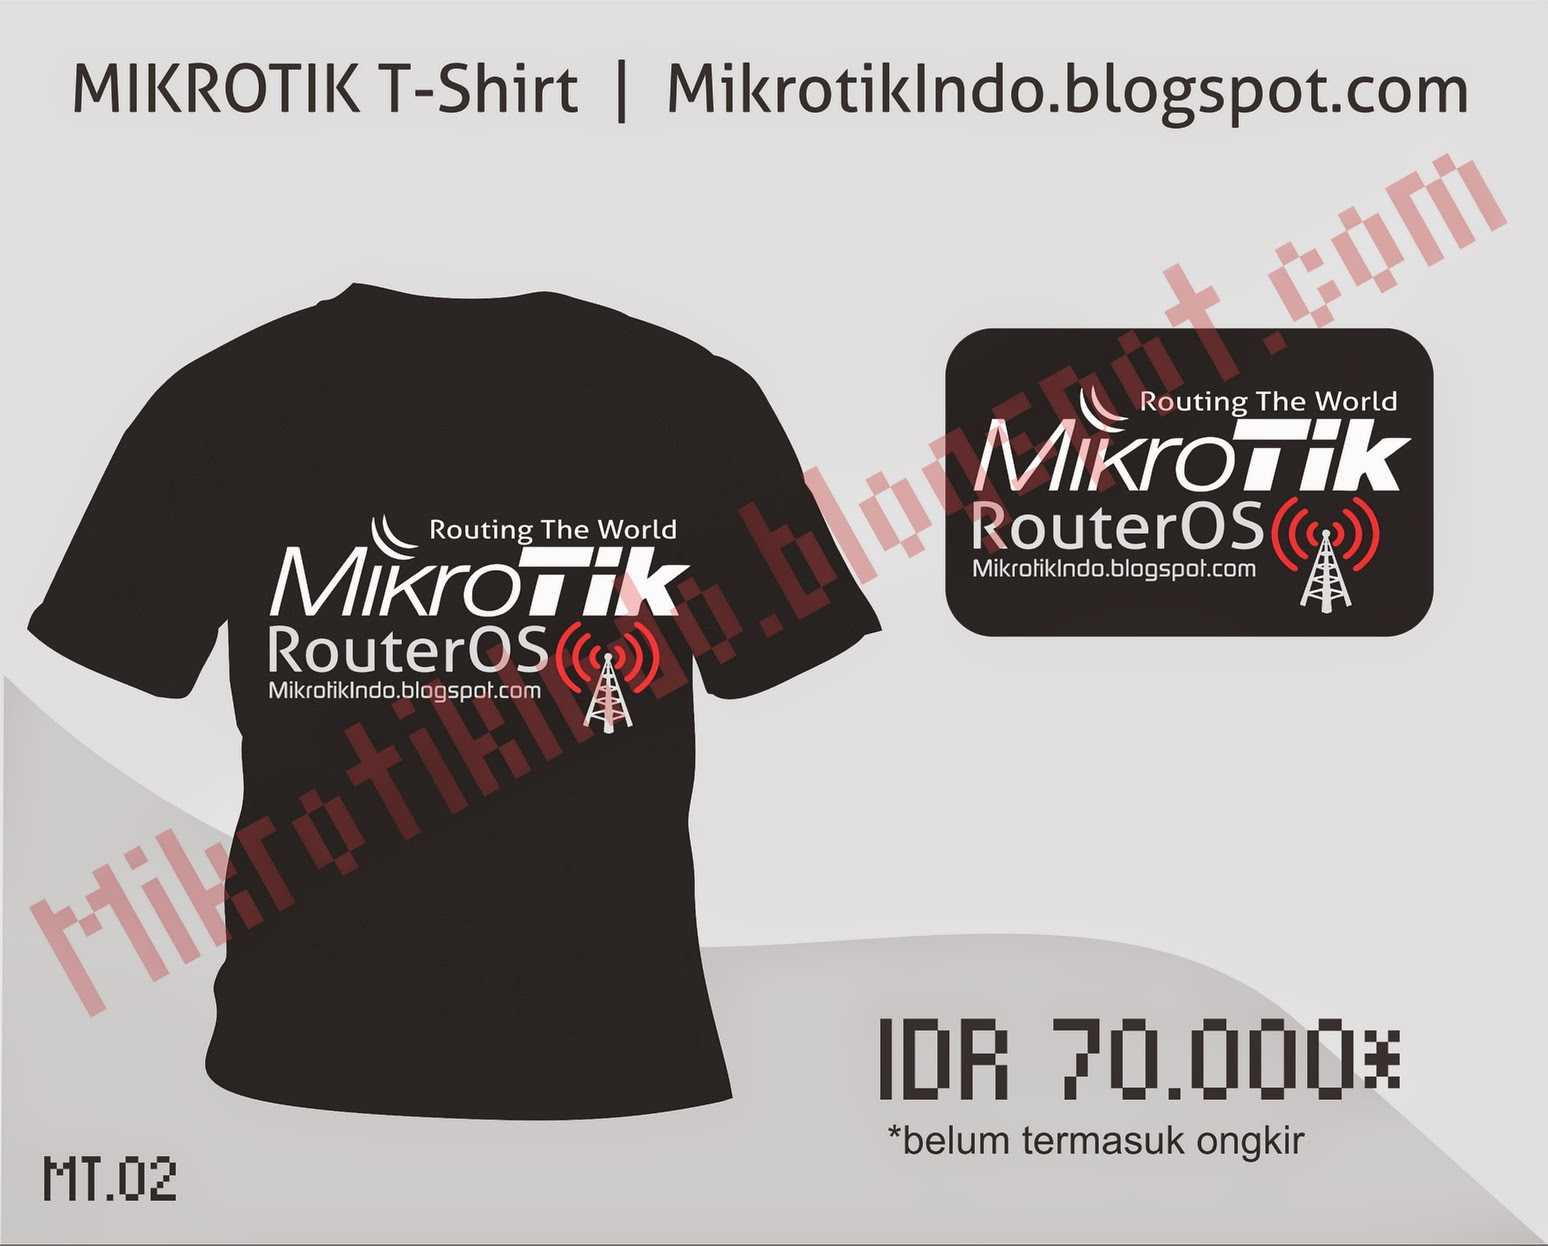 MIKROTIK T-Shirt | MikrotikIndo.blogspot.com
Routing The World
MikroTik
RouterOS
MikrotikIndo.blogspot.com
Routing The World
MikroTik
RouterOS
MikrotikIndo.blogspot.com
MikrotikIndo.blogspot.com
IDR 70.000*
*belum termasuk ongkir
MT.02